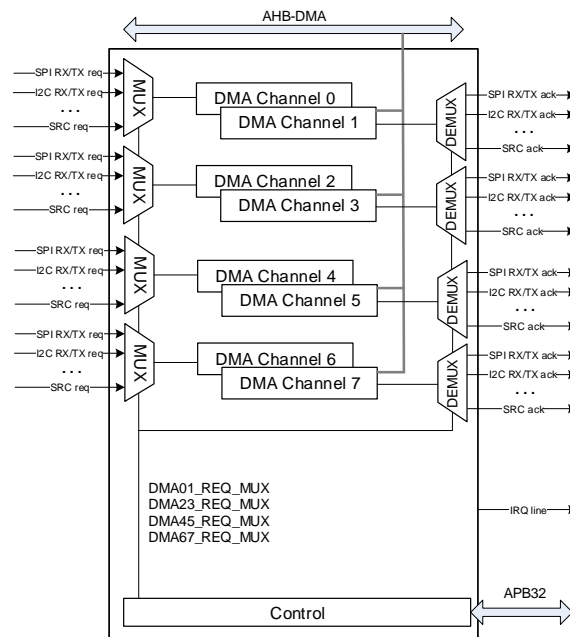 AHB-DMA
SPI RX/TX req
I2C RX/TX req
...
SRC req
MUX
DMA Channel 0
DMA Channel 1
DEMUX
SPI RX/TX ack
I2C RX/TX ack
...
SRC ack
SPI RX/TX req
I2C RX/TX req
...
SRC req
MUX
DMA Channel 2
DMA Channel 3
DEMUX
SPI RX/TX ack
I2C RX/TX ack
...
SRC ack
SPI RX/TX req
I2C RX/TX req
...
SRC req
MUX
DMA Channel 4
DMA Channel 5
DEMUX
SPI RX/TX ack
I2C RX/TX ack
...
SRC ack
SPI RX/TX req
I2C RX/TX req
...
SRC req
MUX
DMA Channel 6
DMA Channel 7
DEMUX
SPI RX/TX ack
I2C RX/TX ack
...
SRC ack
DMA01_REQ_MUX
DMA23_REQ_MUX
DMA45_REQ_MUX
DMA67_REQ_MUX
IRQ line
APB32
Control